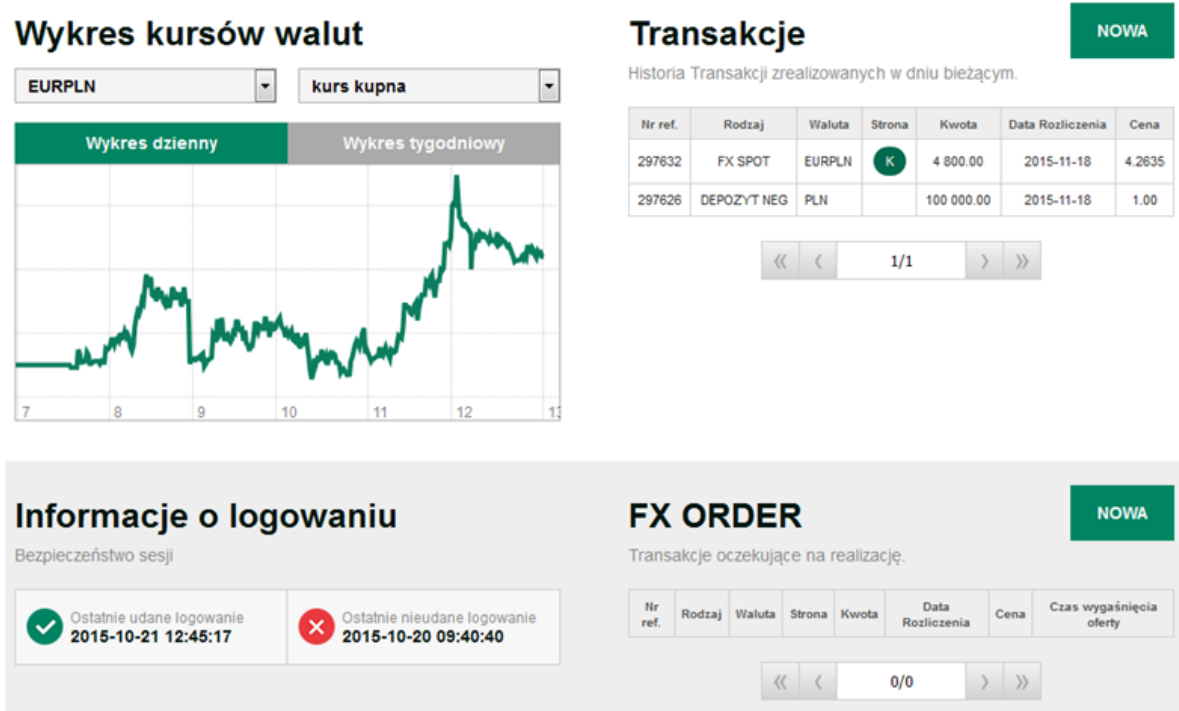 Wykres kursów walut
EURPLN
kurs kupna
Wykres dzienny
Wykres tygodniowy
7 8 9 10 11 12 13
Transakcje
NOWA
Historia Transakcji zrealizowanych w dniu bieżącym.
Nr ref. Rodzaj Waluta Strona Kwota Data Rozliczenia Cena
297632 FX SPOT EURPLN K 4 800.00 2015-11-18 4.2635
297626 DEPOZYT NEG PLN 100 000.00 2015-11-18 1.00
1/1
Informacje o logowaniu
Bezpieczeństwo sesji
Ostatnie udane logowanie
2015-10-21 12:45:17
Ostatnie nieudane logowanie
2015-10-20 09:40:40
FX ORDER
NOWA
Transakcje oczekujące na realizację.
Nr ref. Rodzaj Waluta Strona Kwota Data Rozliczenia Cena Czas wygaśnięcia oferty
0/0